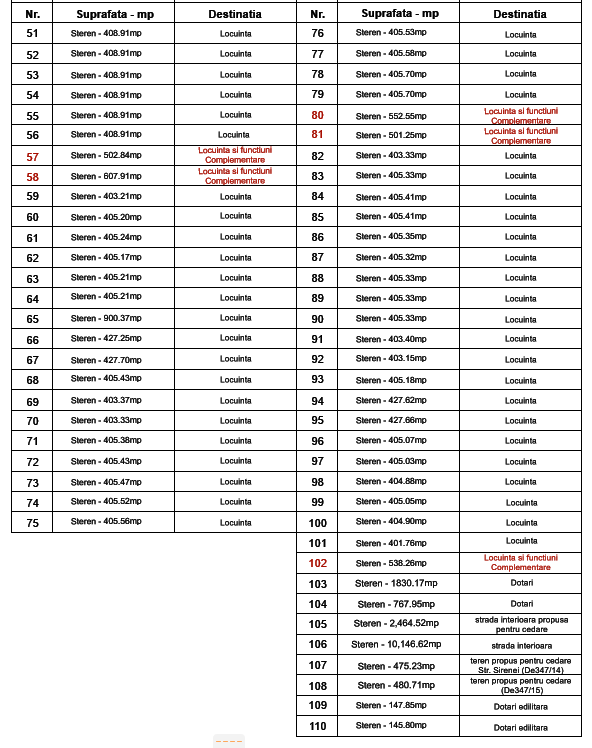 Nr. Suprafata - mp Destinatia
51 Steren - 408.91mp Locuinta
52 Steren - 408.91mp Locuinta
53 Steren - 408.91mp Locuinta
54 Steren - 408.91mp Locuinta
55 Steren - 408.91mp Locuinta
56 Steren - 408.91mp Locuinta
57 Steren - 502.84mp Locuinta si functiuni
Complementare
58 Steren - 607.91mp Locuinta si functiuni
Complementare
59 Steren - 403.21mp Locuinta
60 Steren - 405.20mp Locuinta
61 Steren - 405.24mp Locuinta
62 Steren - 405.17mp Locuinta
63 Steren - 405.21mp Locuinta
64 Steren - 405.21mp Locuinta
65 Steren - 900.37mp Locuinta
66 Steren - 427.25mp Locuinta
67 Steren - 427.70mp Locuinta
68 Steren - 405.43mp Locuinta
69 Steren - 403.37mp Locuinta
70 Steren - 403.33mp Locuinta
71 Steren - 405.38mp Locuinta
72 Steren - 405.43mp Locuinta
73 Steren - 405.47mp Locuinta
74 Steren - 405.52mp Locuinta
75 Steren - 405.56mp Locuinta
Nr. Suprafata - mp Destinatia
76 Steren - 405.53mp Locuinta
77 Steren - 405.58mp Locuinta
78 Steren - 405.70mp Locuinta
79 Steren - 405.70mp Locuinta
80 Steren - 552.55mp Locuinta si functiuni
Complementare
81 Steren - 501.25mp Locuinta si functiuni
Complementare
82 Steren - 403.33mp Locuinta
83 Steren - 405.33mp Locuinta
84 Steren - 405.41mp Locuinta
85 Steren - 405.41mp Locuinta
86 Steren - 405.35mp Locuinta
87 Steren - 405.32mp Locuinta
88 Steren - 405.33mp Locuinta
89 Steren - 405.33mp Locuinta
90 Steren - 405.33mp Locuinta
91 Steren - 403.40mp Locuinta
92 Steren - 403.15mp Locuinta
93 Steren - 405.18mp Locuinta
94 Steren - 427.62mp Locuinta
95 Steren - 427.66mp Locuinta
96 Steren - 405.07mp Locuinta
97 Steren - 405.03mp Locuinta
98 Steren - 404.88mp Locuinta
99 Steren - 405.05mp Locuinta
100 Steren - 404.90mp Locuinta
101 Steren - 401.76mp Locuinta
102 Steren - 538.26mp Locuinta si functiuni
Complementare
103 Steren - 1830.17mp Dotari
104 Steren - 767.95mp Dotari
105 Steren - 2,464.52mp strada interioara propusa
pentru cedare
106 Steren - 10,146.62mp strada interioara
107 Steren - 475.23mp teren propus pentru cedare
Str. Sirenei (De347/14)
108 Steren - 480.71mp teren propus pentru cedare
(De347/15)
109 Steren - 147.85mp Dotari edilitara
110 Steren - 145.80mp Dotari edilitara